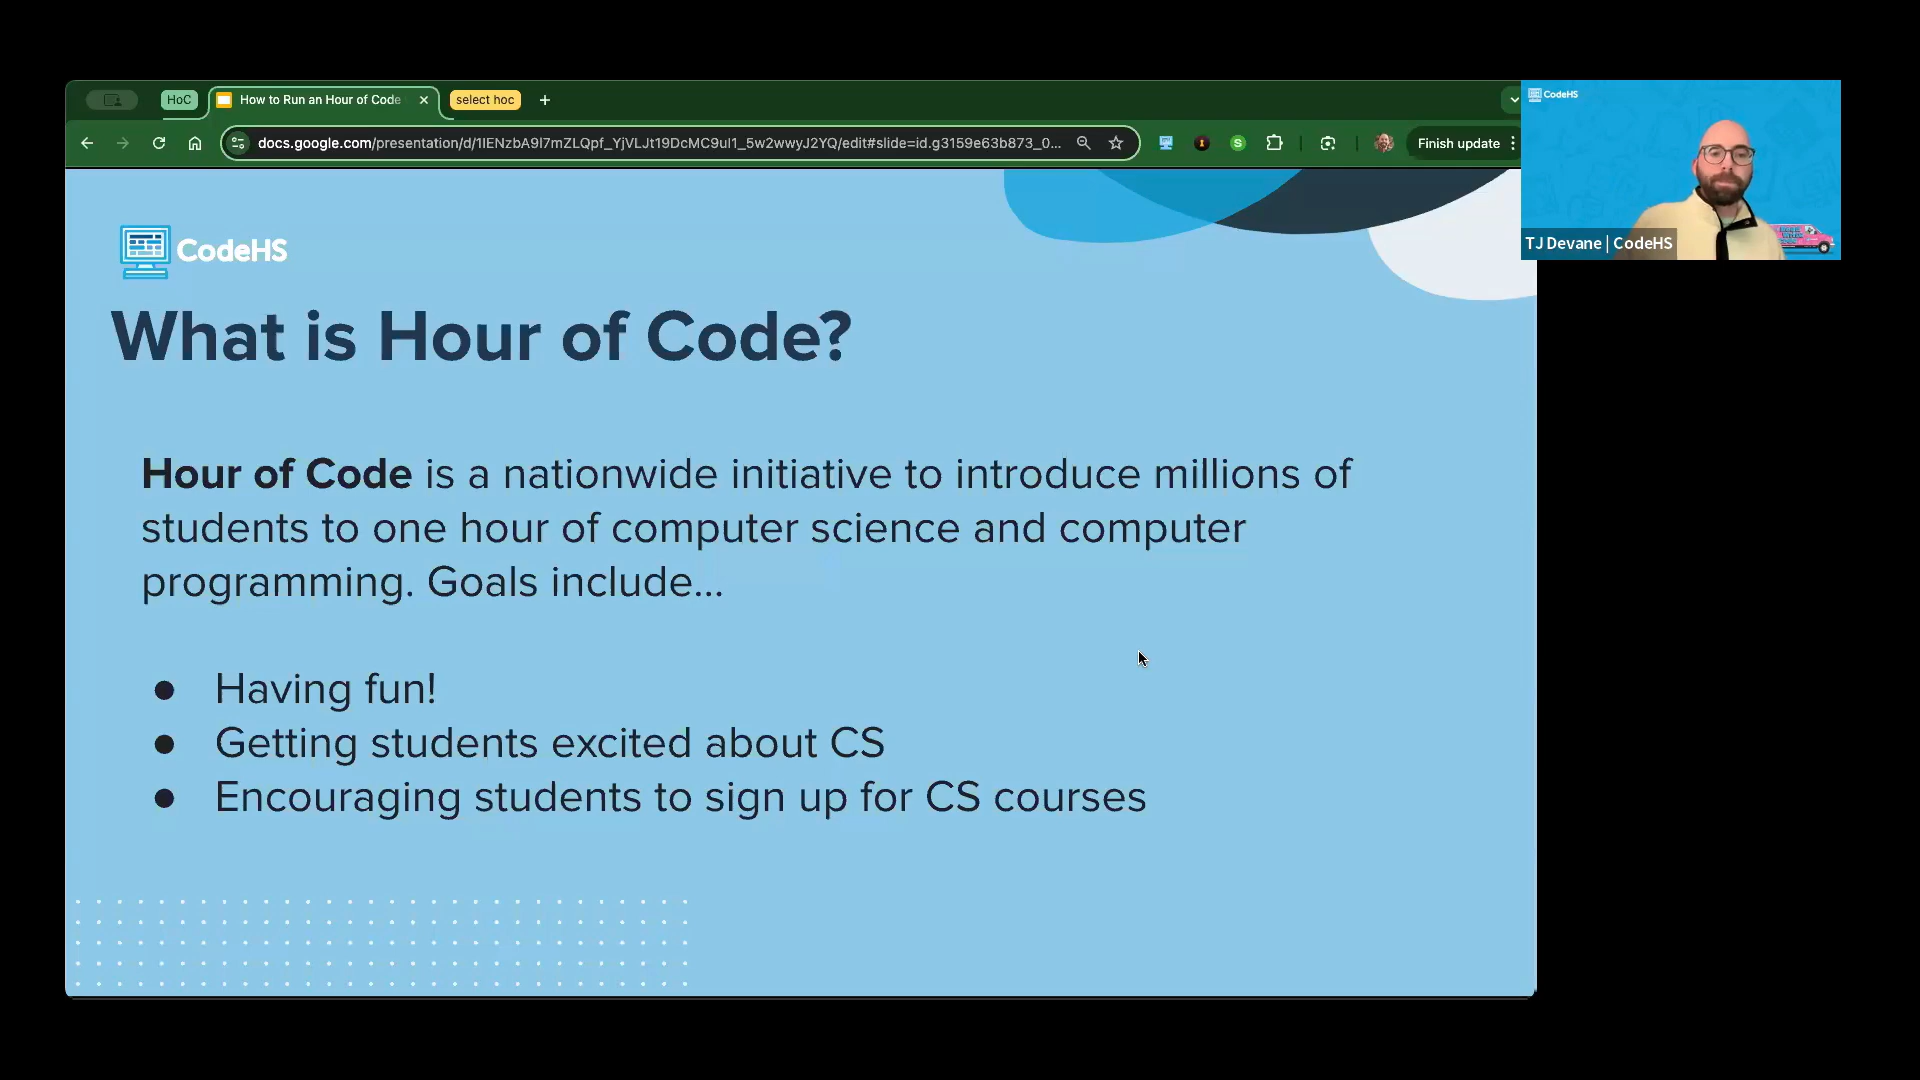 HoC
How to Run an Hour of Code
select hoc
docs.google.com/presentation/d/1IENzbA9l7mZLQpf_YjVLJt19DcMC9ul1_5w2wwyJ2YQ/edit#slide=id.g3159e63b873_0...
Finish update
CodeHS
TJ Devane | CodeHS
CodeHS
What is Hour of Code?
Hour of Code is a nationwide initiative to introduce millions of
students to one hour of computer science and computer
programming. Goals include...
● Having fun!
● Getting students excited about CS
● Encouraging students to sign up for CS courses